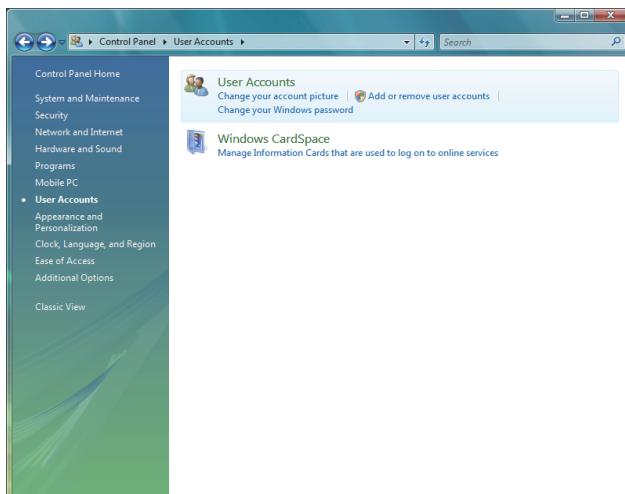 Control Panel ▸ User Accounts ▸
Search
Control Panel Home
System and Maintenance
Security
Network and Internet
Hardware and Sound
Programs
Mobile PC
User Accounts
Appearance and
Personalization
Clock, Language, and Region
Ease of Access
Additional Options
Classic View
User Accounts
Change your account picture | Add or remove user accounts |
Change your Windows password
Windows CardSpace
Manage Information Cards that are used to log on to online services